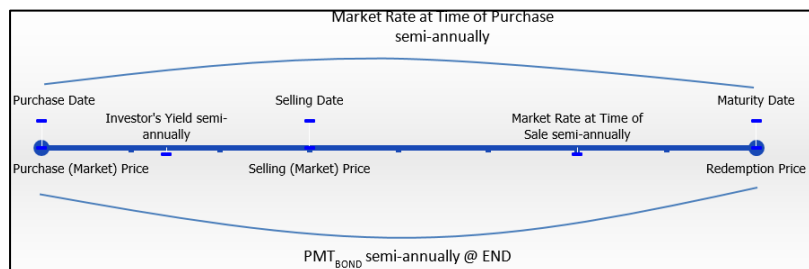 Market Rate at Time of Purchase
semi-annually
Purchase Date
Selling Date
Maturity Date
Investor's Yield semi-
annually
Market Rate at Time of
Sale semi-annually
Purchase (Market) Price
Selling (Market) Price
Redemption Price
PMT_BOND semi-annually @ END